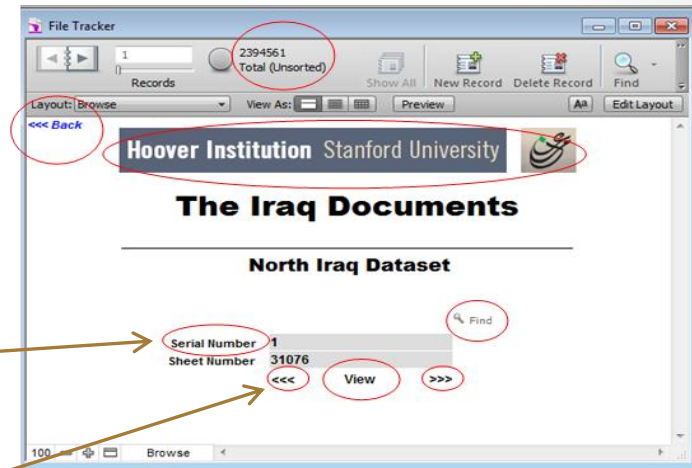 File Tracker
1
Records
2394561
Total (Unsorted)
Show All
New Record
Delete Record
Find
Layout: Browse
View As:
Preview
Aa
Edit Layout
<<< Back
Hoover Institution Stanford University
The Iraq Documents
North Iraq Dataset
Find
Serial Number 1
Sheet Number 31076
<<< View >>>
100
Browse